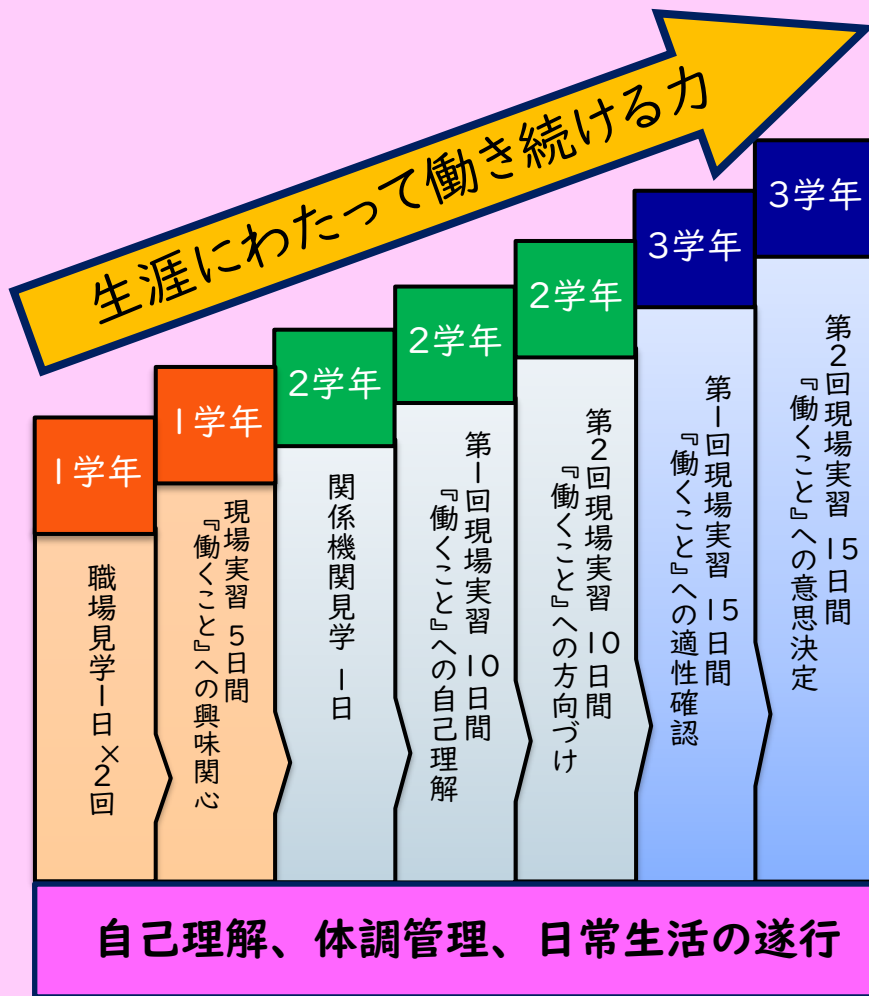 生涯にわたって働き続ける力
1学年
職場見学1日×2回
1学年
現場実習 5日間
『働くこと』への興味関心
2学年
関係機関見学 1日
2学年
第1回現場実習 10日間
『働くこと』への自己理解
2学年
第2回現場実習 10日間
『働くこと』への方向づけ
3学年
第1回現場実習 15日間
『働くこと』への適性確認
3学年
第2回現場実習 15日間
『働くこと』への意思決定
自己理解、体調管理、日常生活の遂行